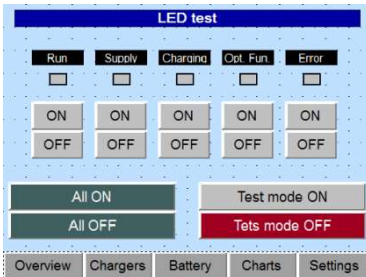 LED test
Run Supply Charging Opt. Fun. Error
ON ON ON ON ON
OFF OFF OFF OFF OFF
All ON Test mode ON
All OFF Tets mode OFF
Overview Chargers Battery Charts Settings